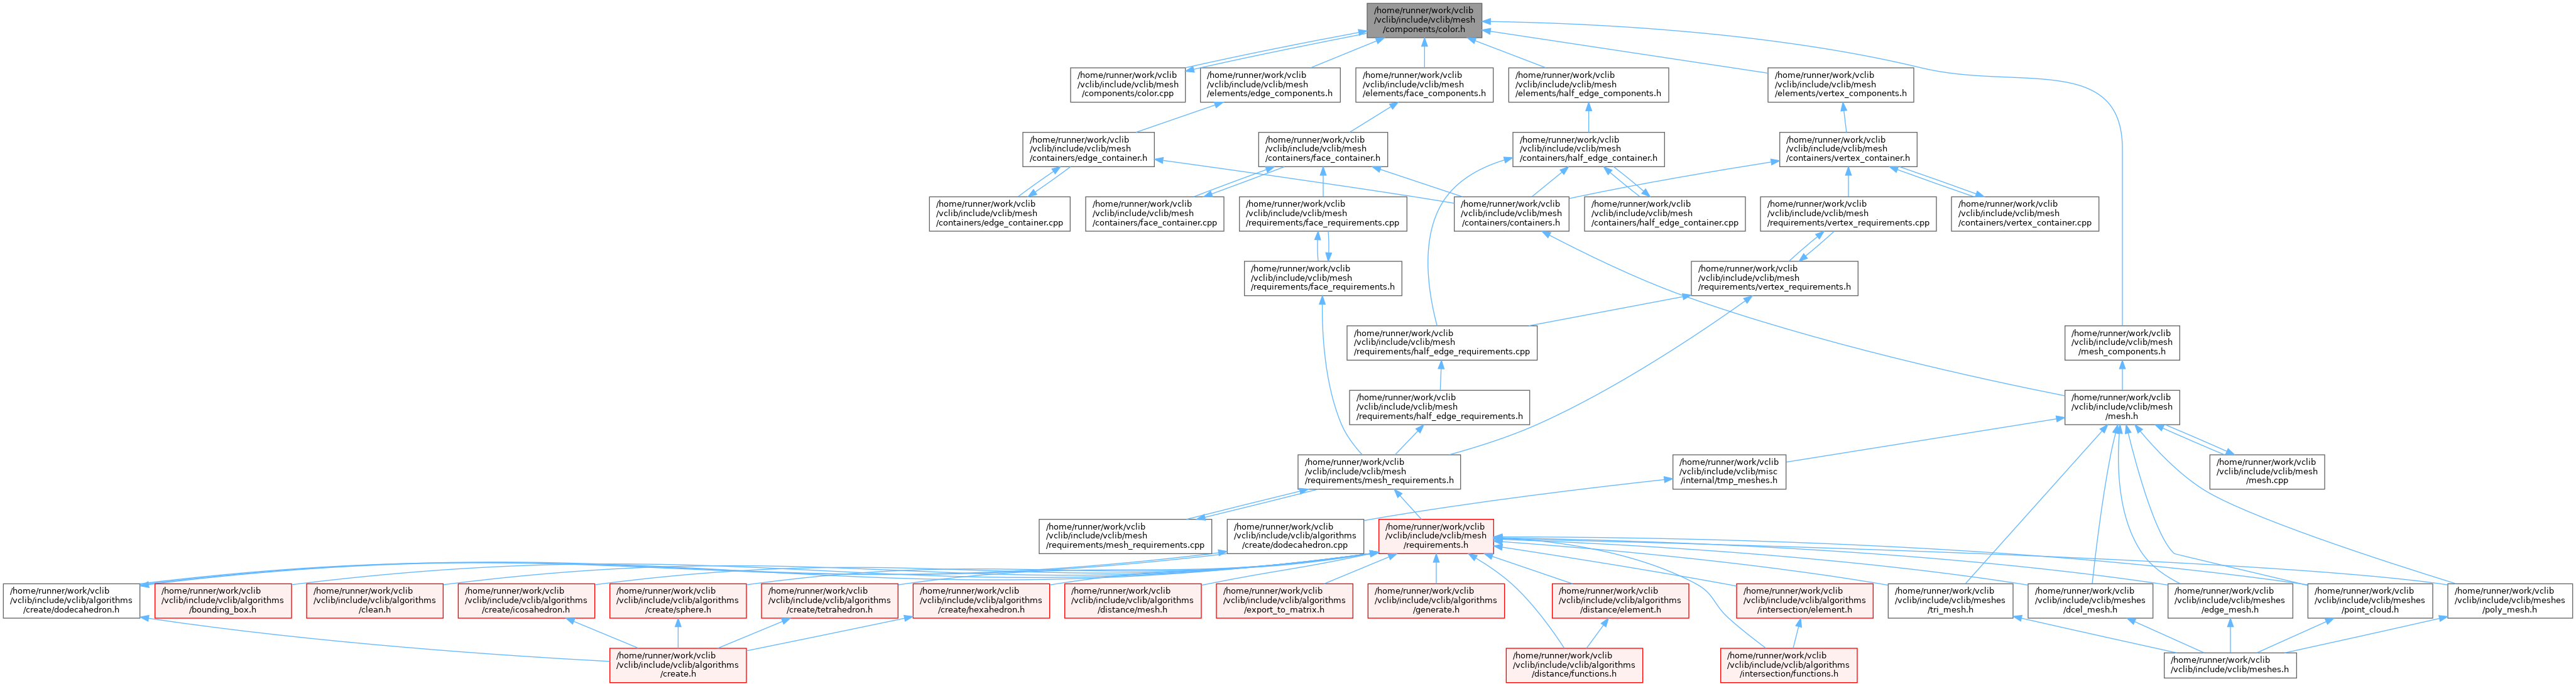 /home/runner/work/vclib
/vclib/include/vclib/mesh
/components/color.h
/home/runner/work/vclib
/vclib/include/vclib/mesh
/components/color.cpp
/home/runner/work/vclib
/vclib/include/vclib/mesh
/elements/edge_components.h
/home/runner/work/vclib
/vclib/include/vclib/mesh
/elements/face_components.h
/home/runner/work/vclib
/vclib/include/vclib/mesh
/elements/half_edge_components.h
/home/runner/work/vclib
/vclib/include/vclib/mesh
/elements/vertex_components.h
/home/runner/work/vclib
/vclib/include/vclib/mesh
/containers/edge_container.h
/home/runner/work/vclib
/vclib/include/vclib/mesh
/containers/face_container.h
/home/runner/work/vclib
/vclib/include/vclib/mesh
/containers/half_edge_container.h
/home/runner/work/vclib
/vclib/include/vclib/mesh
/containers/vertex_container.h
/home/runner/work/vclib
/vclib/include/vclib/mesh
/containers/edge_container.cpp
/home/runner/work/vclib
/vclib/include/vclib/mesh
/containers/face_container.cpp
/home/runner/work/vclib
/vclib/include/vclib/mesh
/requirements/face_requirements.cpp
/home/runner/work/vclib
/vclib/include/vclib/mesh
/containers/containers.h
/home/runner/work/vclib
/vclib/include/vclib/mesh
/containers/half_edge_container.cpp
/home/runner/work/vclib
/vclib/include/vclib/mesh
/requirements/vertex_requirements.cpp
/home/runner/work/vclib
/vclib/include/vclib/mesh
/containers/vertex_container.cpp
/home/runner/work/vclib
/vclib/include/vclib/mesh
/requirements/face_requirements.h
/home/runner/work/vclib
/vclib/include/vclib/mesh
/requirements/vertex_requirements.h
/home/runner/work/vclib
/vclib/include/vclib/mesh
/requirements/half_edge_requirements.cpp
/home/runner/work/vclib
/vclib/include/vclib/mesh
/mesh_components.h
/home/runner/work/vclib
/vclib/include/vclib/mesh
/requirements/half_edge_requirements.h
/home/runner/work/vclib
/vclib/include/vclib/mesh
/mesh.h
/home/runner/work/vclib
/vclib/include/vclib/mesh
/requirements/mesh_requirements.h
/home/runner/work/vclib
/vclib/include/vclib/misc
/internal/tmp_meshes.h
/home/runner/work/vclib
/vclib/include/vclib/mesh
/mesh.cpp
/home/runner/work/vclib
/vclib/include/vclib/mesh
/requirements/mesh_requirements.cpp
/home/runner/work/vclib
/vclib/include/vclib/algorithms
/create/dodecahedron.cpp
/home/runner/work/vclib
/vclib/include/vclib/mesh
/requirements.h
/home/runner/work/vclib
/vclib/include/vclib/algorithms
/create/dodecahedron.h
/home/runner/work/vclib
/vclib/include/vclib/algorithms
/bounding_box.h
/home/runner/work/vclib
/vclib/include/vclib/algorithms
/clean.h
/home/runner/work/vclib
/vclib/include/vclib/algorithms
/create/icosahedron.h
/home/runner/work/vclib
/vclib/include/vclib/algorithms
/create/sphere.h
/home/runner/work/vclib
/vclib/include/vclib/algorithms
/create/tetrahedron.h
/home/runner/work/vclib
/vclib/include/vclib/algorithms
/create/hexahedron.h
/home/runner/work/vclib
/vclib/include/vclib/algorithms
/distance/mesh.h
/home/runner/work/vclib
/vclib/include/vclib/algorithms
/export_to_matrix.h
/home/runner/work/vclib
/vclib/include/vclib/algorithms
/generate.h
/home/runner/work/vclib
/vclib/include/vclib/algorithms
/distance/element.h
/home/runner/work/vclib
/vclib/include/vclib/algorithms
/intersection/element.h
/home/runner/work/vclib
/vclib/include/vclib/meshes
/tri_mesh.h
/home/runner/work/vclib
/vclib/include/vclib/meshes
/dcel_mesh.h
/home/runner/work/vclib
/vclib/include/vclib/meshes
/edge_mesh.h
/home/runner/work/vclib
/vclib/include/vclib/meshes
/point_cloud.h
/home/runner/work/vclib
/vclib/include/vclib/meshes
/poly_mesh.h
/home/runner/work/vclib
/vclib/include/vclib/algorithms
/create.h
/home/runner/work/vclib
/vclib/include/vclib/algorithms
/distance/functions.h
/home/runner/work/vclib
/vclib/include/vclib/algorithms
/intersection/functions.h
/home/runner/work/vclib
/vclib/include/vclib/meshes.h